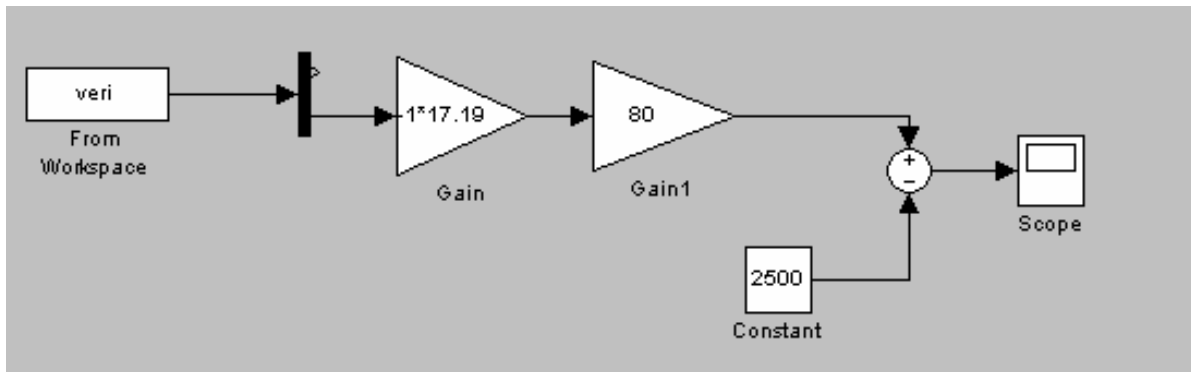 veri
From
Workspace
-1*17.19
Gain
80
Gain1
+
−
Scope
2500
Constant